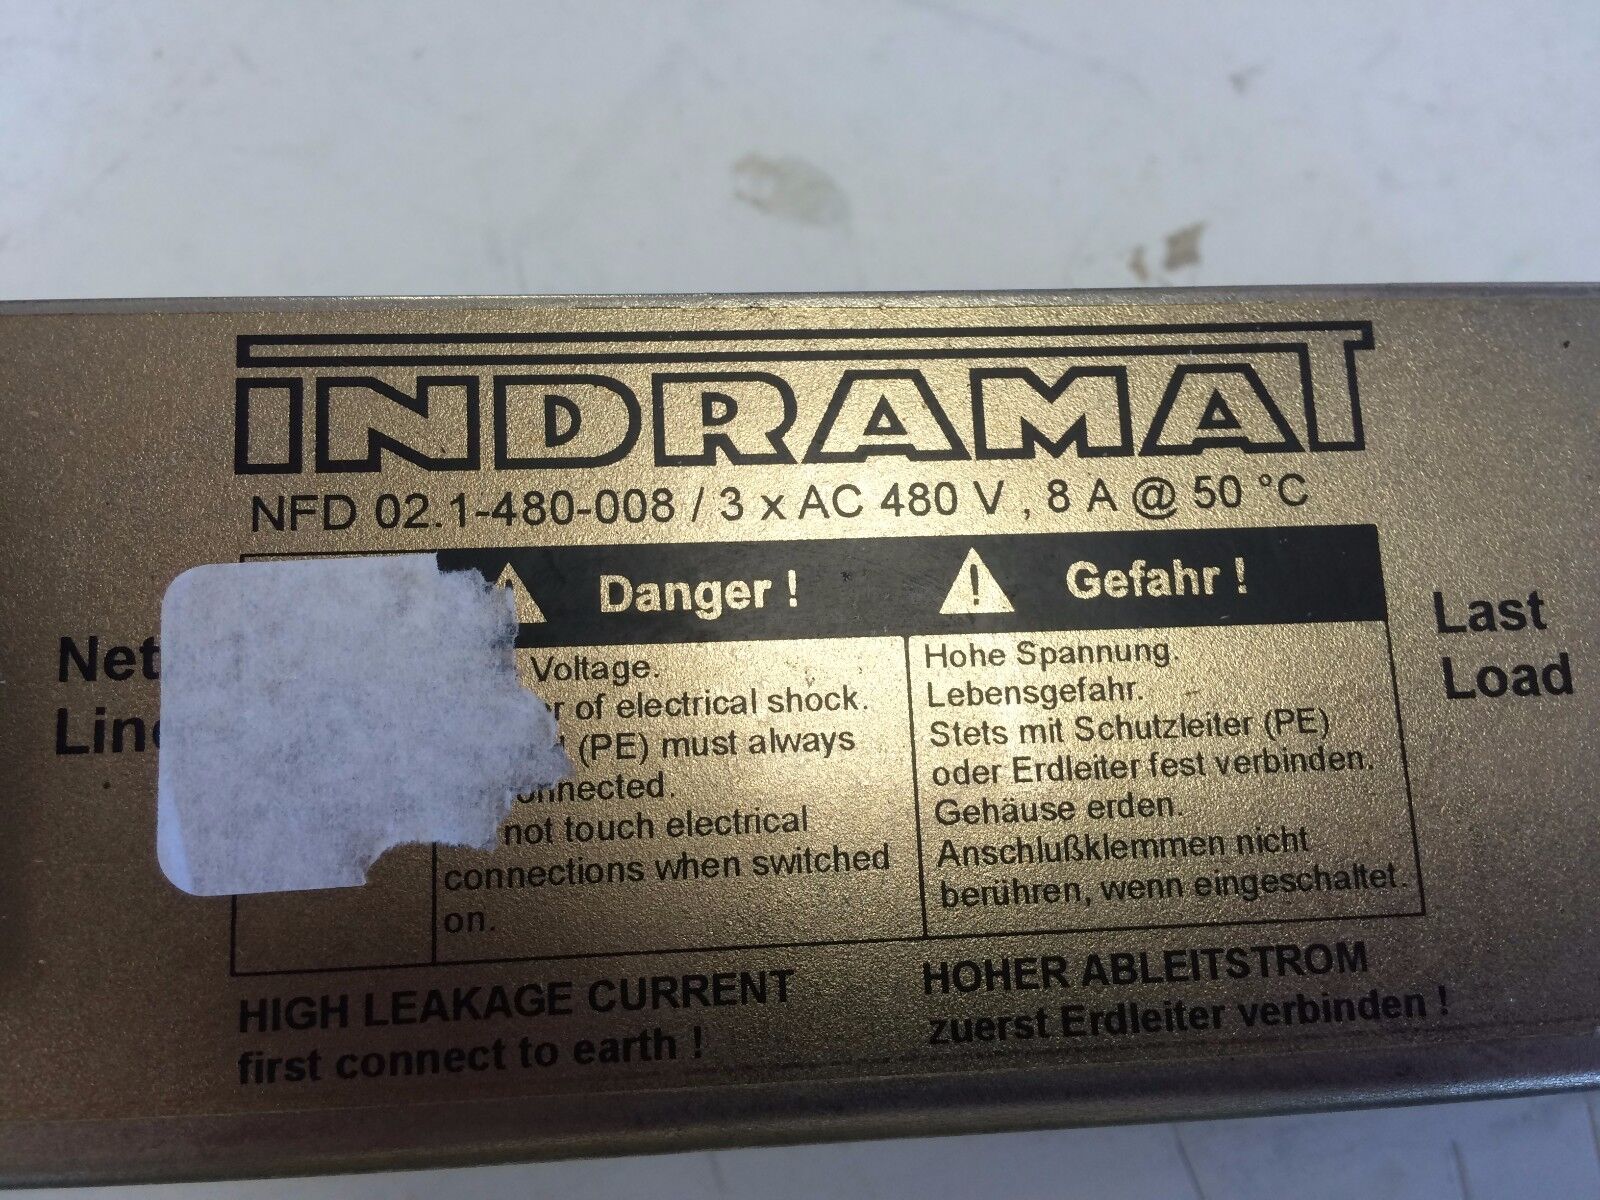 INDRAMAT
NFD 02.1-480-008 / 3 x AC 480 V , 8 A @ 50 °C
Danger !
Gefahr !
Voltage.
of electrical shock.
(PE) must always
not touch electrical
connections when switched
on.
Hohe Spannung.
Lebensgefahr.
Stets mit Schutzleiter (PE)
oder Erdleiter fest verbinden.
Gehäuse erden.
Anschlußklemmen nicht
berühren, wenn eingeschaltet.
Last
Load
HIGH LEAKAGE CURRENT
first connect to earth !
HOHER ABLEITSTROM
zuerst Erdleiter verbinden !